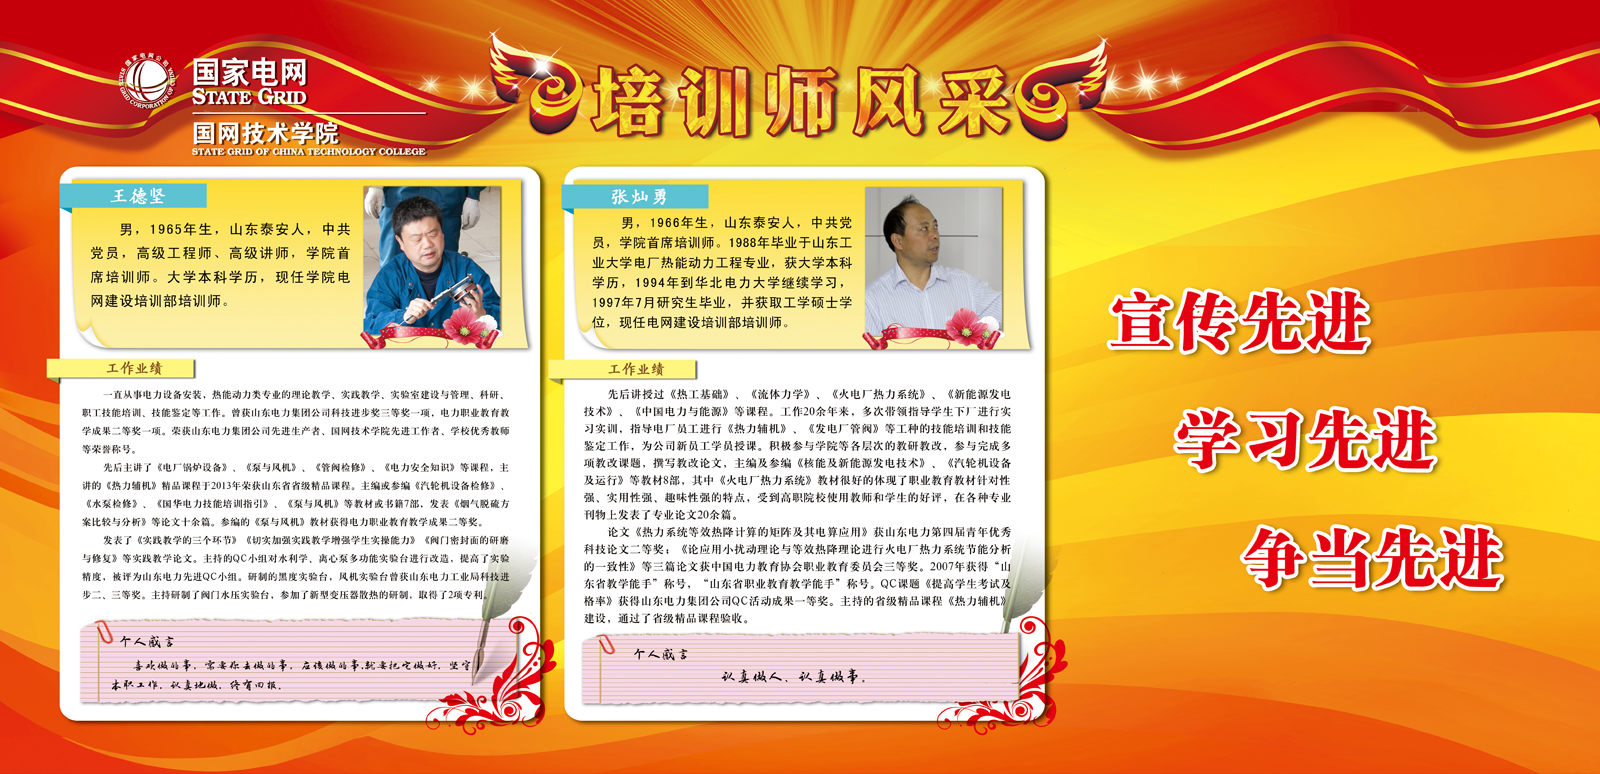 国家电网
STATE GRID
国网技术学院
STATE GRID OF CHINA TECHNOLOGY COLLEGE
培训师风采
王德坚
男，1965年生，山东泰安人，中共
党员，高级工程师、高级讲师，学院首
席培训师。大学本科学历，现任学院电
网建设培训部培训师。
工作业绩
一直从事电力设备安装，热能动力类专业的理论教学、实践教学、实验室建设与管理、科研、
职工技能培训、技能鉴定等工作。曾获山东电力集团公司科技进步奖三等奖一项，电力职业教育教
学成果二等奖一项。荣获山东电力集团公司先进生产者、国网技术学院先进工作者、学校优秀教师
等荣誉称号。
先后主讲了《电厂锅炉设备》、《泵与风机》、《管阀检修》、《电力安全知识》等课程，主
讲的《热力辅机》精品课程于2013年荣获山东省省级精品课程。主编或参编《汽轮机设备检修》、
《水泵检修》、《国华电力技能培训指引》、《泵与风机》等教材或书籍7部，发表《烟气脱硫方
案比较与分析》等论文十余篇。参编的《泵与风机》教材获得电力职业教育教学成果二等奖。
发表了《实践教学的三个环节》《切实加强实践教学增强学生实操能力》《阀门密封面的研磨
与修复》等实践教学论文。主持的QC小组对水利学、离心泵多功能实验台进行改造，提高了实验
精度，被评为山东电力先进QC小组。研制的黑度实验台，风机实验台曾获山东电力工业局科技进
步二、三等奖。主持研制了阀门水压实验台，参加了新型变压器散热的研制，取得了2项专利。
个人感言
喜欢做的事，需要你去做的事，应该做的事，就要把它做好，坚守
本职工作，认真地做，终有回报。
张灿勇
男，1966年生，山东泰安人，中共党
员，学院首席培训师。1988年毕业于山东工
业大学电厂热能动力工程专业，获大学本科
学历，1994年到华北电力大学继续学习，
1997年7月研究生毕业，并获取工学硕士学
位，现任电网建设培训部培训师。
工作业绩
先后讲授过《热工基础》、《流体力学》、《火电厂热力系统》、《新能源发电
技术》、《中国电力与能源》等课程。工作20余年来，多次带领指导学生下厂进行实
习实训，指导电厂员工进行《热力辅机》、《发电厂管阀》等工种的技能培训和技能
鉴定工作，为公司新员工学员授课。积极参与学院等各层次的教研教改，参与完成多
项教改课题，撰写教改论文，主编及参编《核能及新能源发电技术》、《汽轮机设备
及运行》等教材8部，其中《火电厂热力系统》教材很好的体现了职业教育教材针对性
强、实用性强、趣味性强的特点，受到高职院校使用教师和学生的好评，在各种专业
刊物上发表了专业论文20余篇。
论文《热力系统等效热降计算的矩阵及其电算应用》获山东电力第四届青年优秀
科技论文二等奖；《论应用小扰动理论与等效热降理论进行火电厂热力系统节能分析
的一致性》等三篇论文获中国电力教育协会职业教育委员会三等奖。2007年获得“山
东省教学能手”称号，“山东省职业教育教学能手”称号。QC课题《提高学生考试及
格率》获得山东电力集团公司QC活动成果一等奖。主持的省级精品课程《热力辅机》
建设，通过了省级精品课程验收。
个人感言
认真做人、认真做事。
宣传先进
学习先进
争当先进